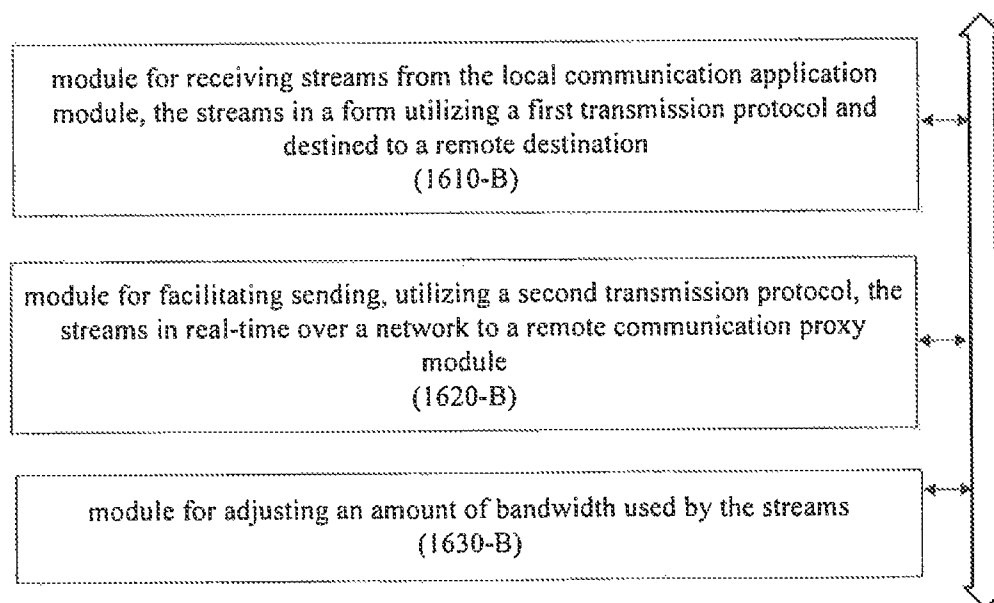 module for receiving streams from the local communication application
module, the streams in a form utilizing a first transmission protocol and
destined to a remote destination
(1610-B)
module for facilitating sending, utilizing a second transmission protocol, the
streams in real-time over a network to a remote communication proxy
module
(1620-B)
module for adjusting an amount of bandwidth used by the streams
(1630-B)